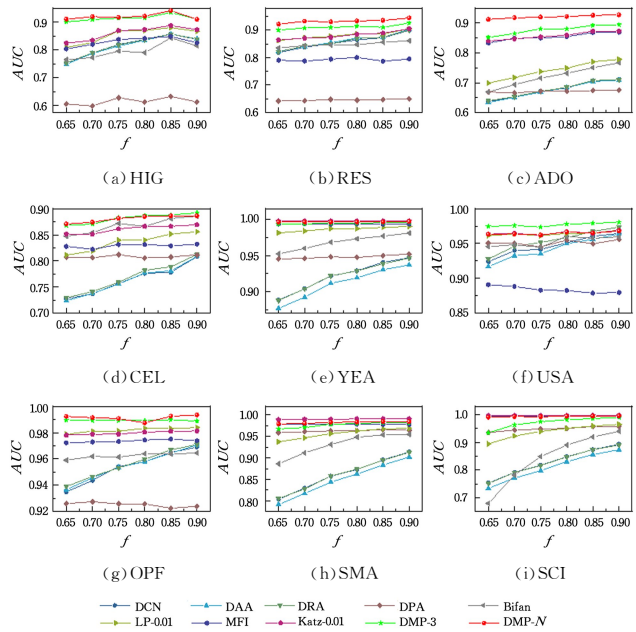 AUC
0.9
0.8
0.7
0.6
0.65 0.70 0.75 0.80 0.85 0.90
f
(a) HIG
AUC
1.0
0.9
0.8
0.7
0.6
0.65 0.70 0.75 0.80 0.85 0.90
f
(b) RES
AUC
0.9
0.8
0.7
0.6
0.65 0.70 0.75 0.80 0.85 0.90
f
(c) ADO
AUC
0.90
0.85
0.80
0.75
0.70
0.65 0.70 0.75 0.80 0.85 0.90
f
(d) CEL
AUC
1.00
0.95
0.90
0.65 0.70 0.75 0.80 0.85 0.90
f
(e) YEA
AUC
1.00
0.95
0.90
0.85
0.65 0.70 0.75 0.80 0.85 0.90
f
(f) USA
AUC
1.00
0.98
0.96
0.94
0.92
0.65 0.70 0.75 0.80 0.85 0.90
f
(g) OPF
AUC
1.00
0.95
0.90
0.85
0.80
0.65 0.70 0.75 0.80 0.85 0.90
f
(h) SMA
AUC
1.0
0.9
0.8
0.7
0.65 0.70 0.75 0.80 0.85 0.90
f
(i) SCI
DCN DAA DRA DPA Bifan
LP-0.01 MFI Katz-0.01 DMP-3 DMP-N